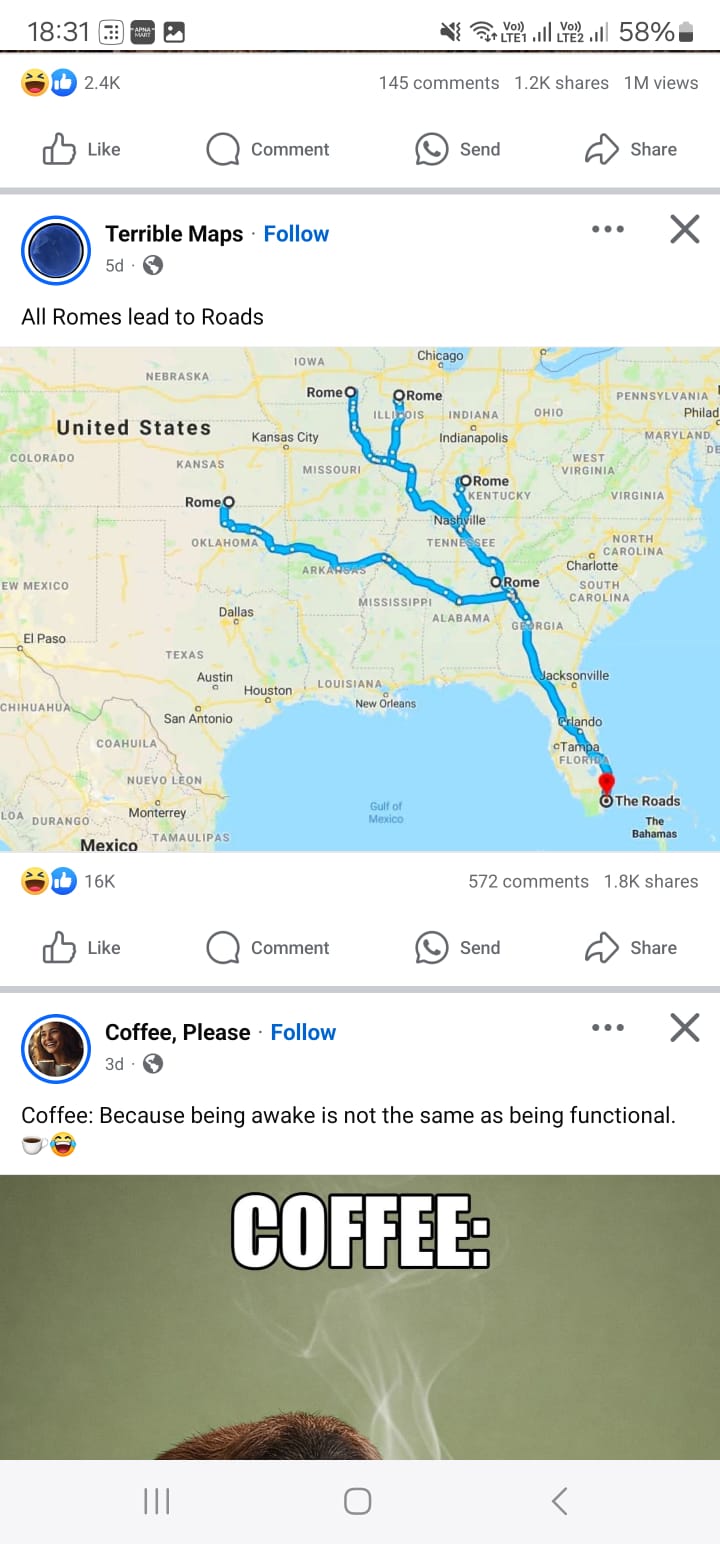 18:31 APNA MART Vo)) LTE1 Vo)) LTE2 58%
2.4K 145 comments 1.2K shares 1M views
Like Comment Send Share
Terrible Maps · Follow
5d ·
All Romes lead to Roads
Chicago
IOWA
NEBRASKA
Rome Rome PENNSYLVANIA
ILLINOIS INDIANA OHIO Philad
United States
Kansas City Indianapolis MARYLAND
DE
COLORADO KANSAS MISSOURI WEST
VIRGINIA
Rome
KENTUCKY VIRGINIA
Rome
Nashville
OKLAHOMA TENNESSEE NORTH
CAROLINA
ARKANSAS Charlotte
EW MEXICO Rome SOUTH
CAROLINA
MISSISSIPPI
Dallas ALABAMA GEORGIA
El Paso
TEXAS
Austin Jacksonville
Houston LOUISIANA
CHIHUAHUA New Orleans
San Antonio Orlando
COAHUILA Tampa
FLORIDA
NUEVO LEON
The Roads
LOA DURANGO Monterrey Gulf of
Mexico
The
Bahamas
TAMAULIPAS
Mexico
16K 572 comments 1.8K shares
Like Comment Send Share
Coffee, Please · Follow
3d ·
Coffee: Because being awake is not the same as being functional.
☕😂
COFFEE: